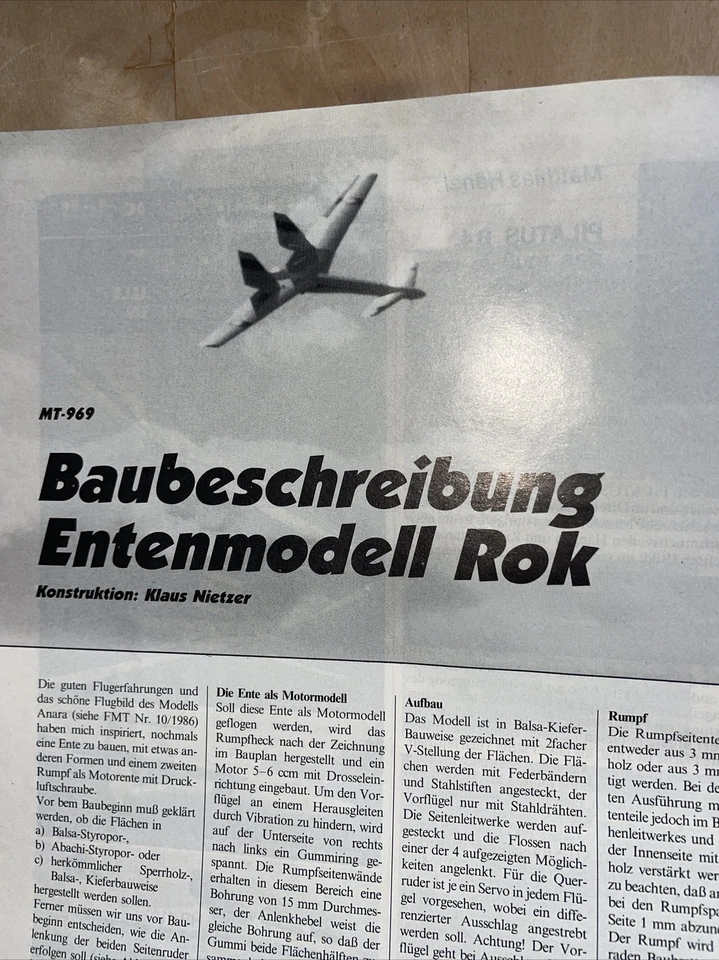 MT-969
Baubeschreibung
Entenmodell Rok
Konstruktion: Klaus Nietzer
Die guten Flugerfahrungen und
das schöne Flugbild des Modells
Anara (siehe FMT Nr. 10/1986)
haben mich inspiriert, nochmals
eine Ente zu bauen, mit etwas an-
deren Formen und einem zweiten
Rumpf als Motorente mit Druck-
luftschraube.
Vor bem Baubeginn muß geklärt
werden, ob die Flächen in
a) Balsa-Styropor-,
b) Abachi-Styropor- oder
c) herkömmlicher Sperrholz-,
Balsa-, Kieferbauweise
hergestellt werden sollen.
Ferner müssen wir uns vor Bau-
beginn entscheiden, wie die An-
lenkung der beiden Seitenruder
erfolgen soll
Die Ente als Motormodell
Soll diese Ente als Motormodell
geflogen werden, wird das
Rumpfheck nach der Zeichnung
im Bauplan hergestellt und ein
Motor 5–6 ccm mit Drosselein-
richtung eingebaut. Um den Vor-
flügel an einem Herausgleiten
durch Vibration zu hindern, wird
auf der Unterseite von rechts
nach links ein Gummiring ge-
spannt. Die Rumpfseitenwände
erhalten in diesem Bereich eine
Bohrung von 15 mm Durchmes-
ser, der Anlenkhebel weist die
gleiche Bohrung auf, so daß der
Gummi beide Flächenhälften zu-
Aufbau
Das Modell ist in Balsa-Kiefer-
Bauweise gezeichnet mit 2facher
V-Stellung der Flächen. Die Flä-
chen werden mit Federbändern
und Stahlstiften angesteckt, der
Vorflügel nur mit Stahldrähten.
Die Seitenleitwerke werden auf-
gesteckt und die Flossen nach
einer der 4 aufgezeigten Möglich-
keiten angelenkt. Für die Quer-
ruder ist je ein Servo in jedem Flü-
gel vorgesehen, wobei ein diffe-
renzierter Ausschlag angestrebt
werden soll. Achtung! Der Vor-
flügel geht bei
Rumpf
Die Rumpfseitente
entweder aus 3 mm
holz oder aus 3 m
tigt werden. Bei de
ten Ausführung m
tenteile jedoch im B
henleitwerkes und
der Innenseite mit
holz verstärkt wer
zu beachten, daß a
bei den Rumpfspa
Seite 1 mm abzun
Der Rumpf wird
raden